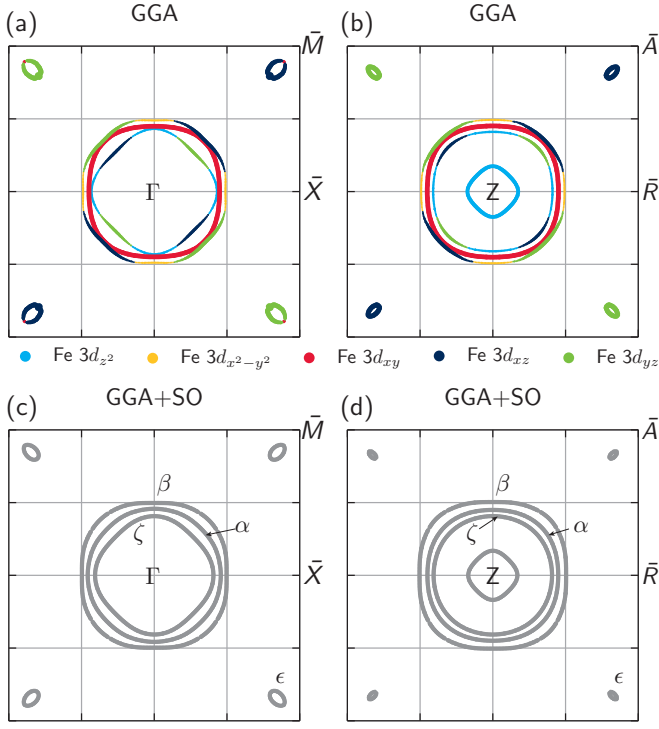 (a) GGA (b) GGA
M̄ Ā
Γ X̄ Z R̄
Fe 3d_{z²} Fe 3d_{x²−y²} Fe 3d_{xy} Fe 3d_{xz} Fe 3d_{yz}
(c) GGA+SO (d) GGA+SO
M̄ Ā
β β
ζ α ζ α
Γ X̄ Z R̄
ϵ ϵ